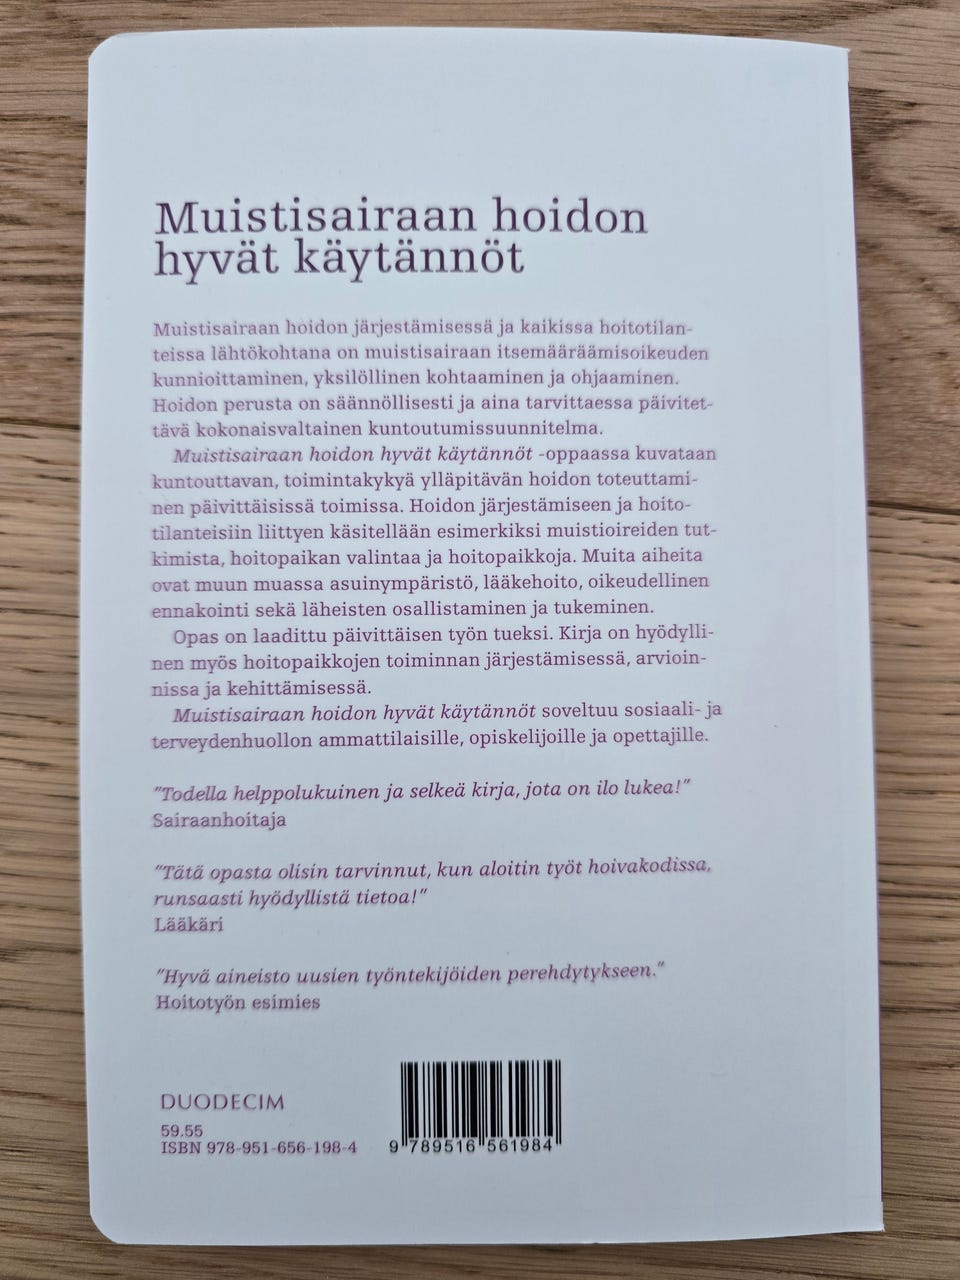 Muistisairaan hoidon
hyvät käytännöt
Muistisairaan hoidon järjestämisessä ja kaikissa hoitotilan-
teissa lähtökohtana on muistisairaan itsemääräämisoikeuden
kunnioittaminen, yksilöllinen kohtaaminen ja ohjaaminen.
Hoidon perusta on säännöllisesti ja aina tarvittaessa päivitet-
tävä kokonaisvaltainen kuntoutumissuunnitelma.
Muistisairaan hoidon hyvät käytännöt -oppaassa kuvataan
kuntouttavan, toimintakykyä ylläpitävän hoidon toteuttami-
nen päivittäisissä toimissa. Hoidon järjestämiseen ja hoito-
tilanteisiin liittyen käsitellään esimerkiksi muistioireiden tut-
kimista, hoitopaikan valintaa ja hoitopaikkoja. Muita aiheita
ovat muun muassa asuinympäristö, lääkehoito, oikeudellinen
ennakointi sekä läheisten osallistaminen ja tukeminen.
Opas on laadittu päivittäisen työn tueksi. Kirja on hyödylli-
nen myös hoitopaikkojen toiminnan järjestämisessä, arvioin-
nissa ja kehittämisessä.
Muistisairaan hoidon hyvät käytännöt soveltuu sosiaali- ja
terveydenhuollon ammattilaisille, opiskelijoille ja opettajille.
”Todella helppolukuinen ja selkeä kirja, jota on ilo lukea!”
Sairaanhoitaja
”Tätä opasta olisin tarvinnut, kun aloitin työt hoivakodissa,
runsaasti hyödyllistä tietoa!”
Lääkäri
”Hyvä aineisto uusien työntekijöiden perehdytykseen.”
Hoitotyön esimies
DUODECIM
59.55
ISBN 978-951-656-198-4
9 789516 561984